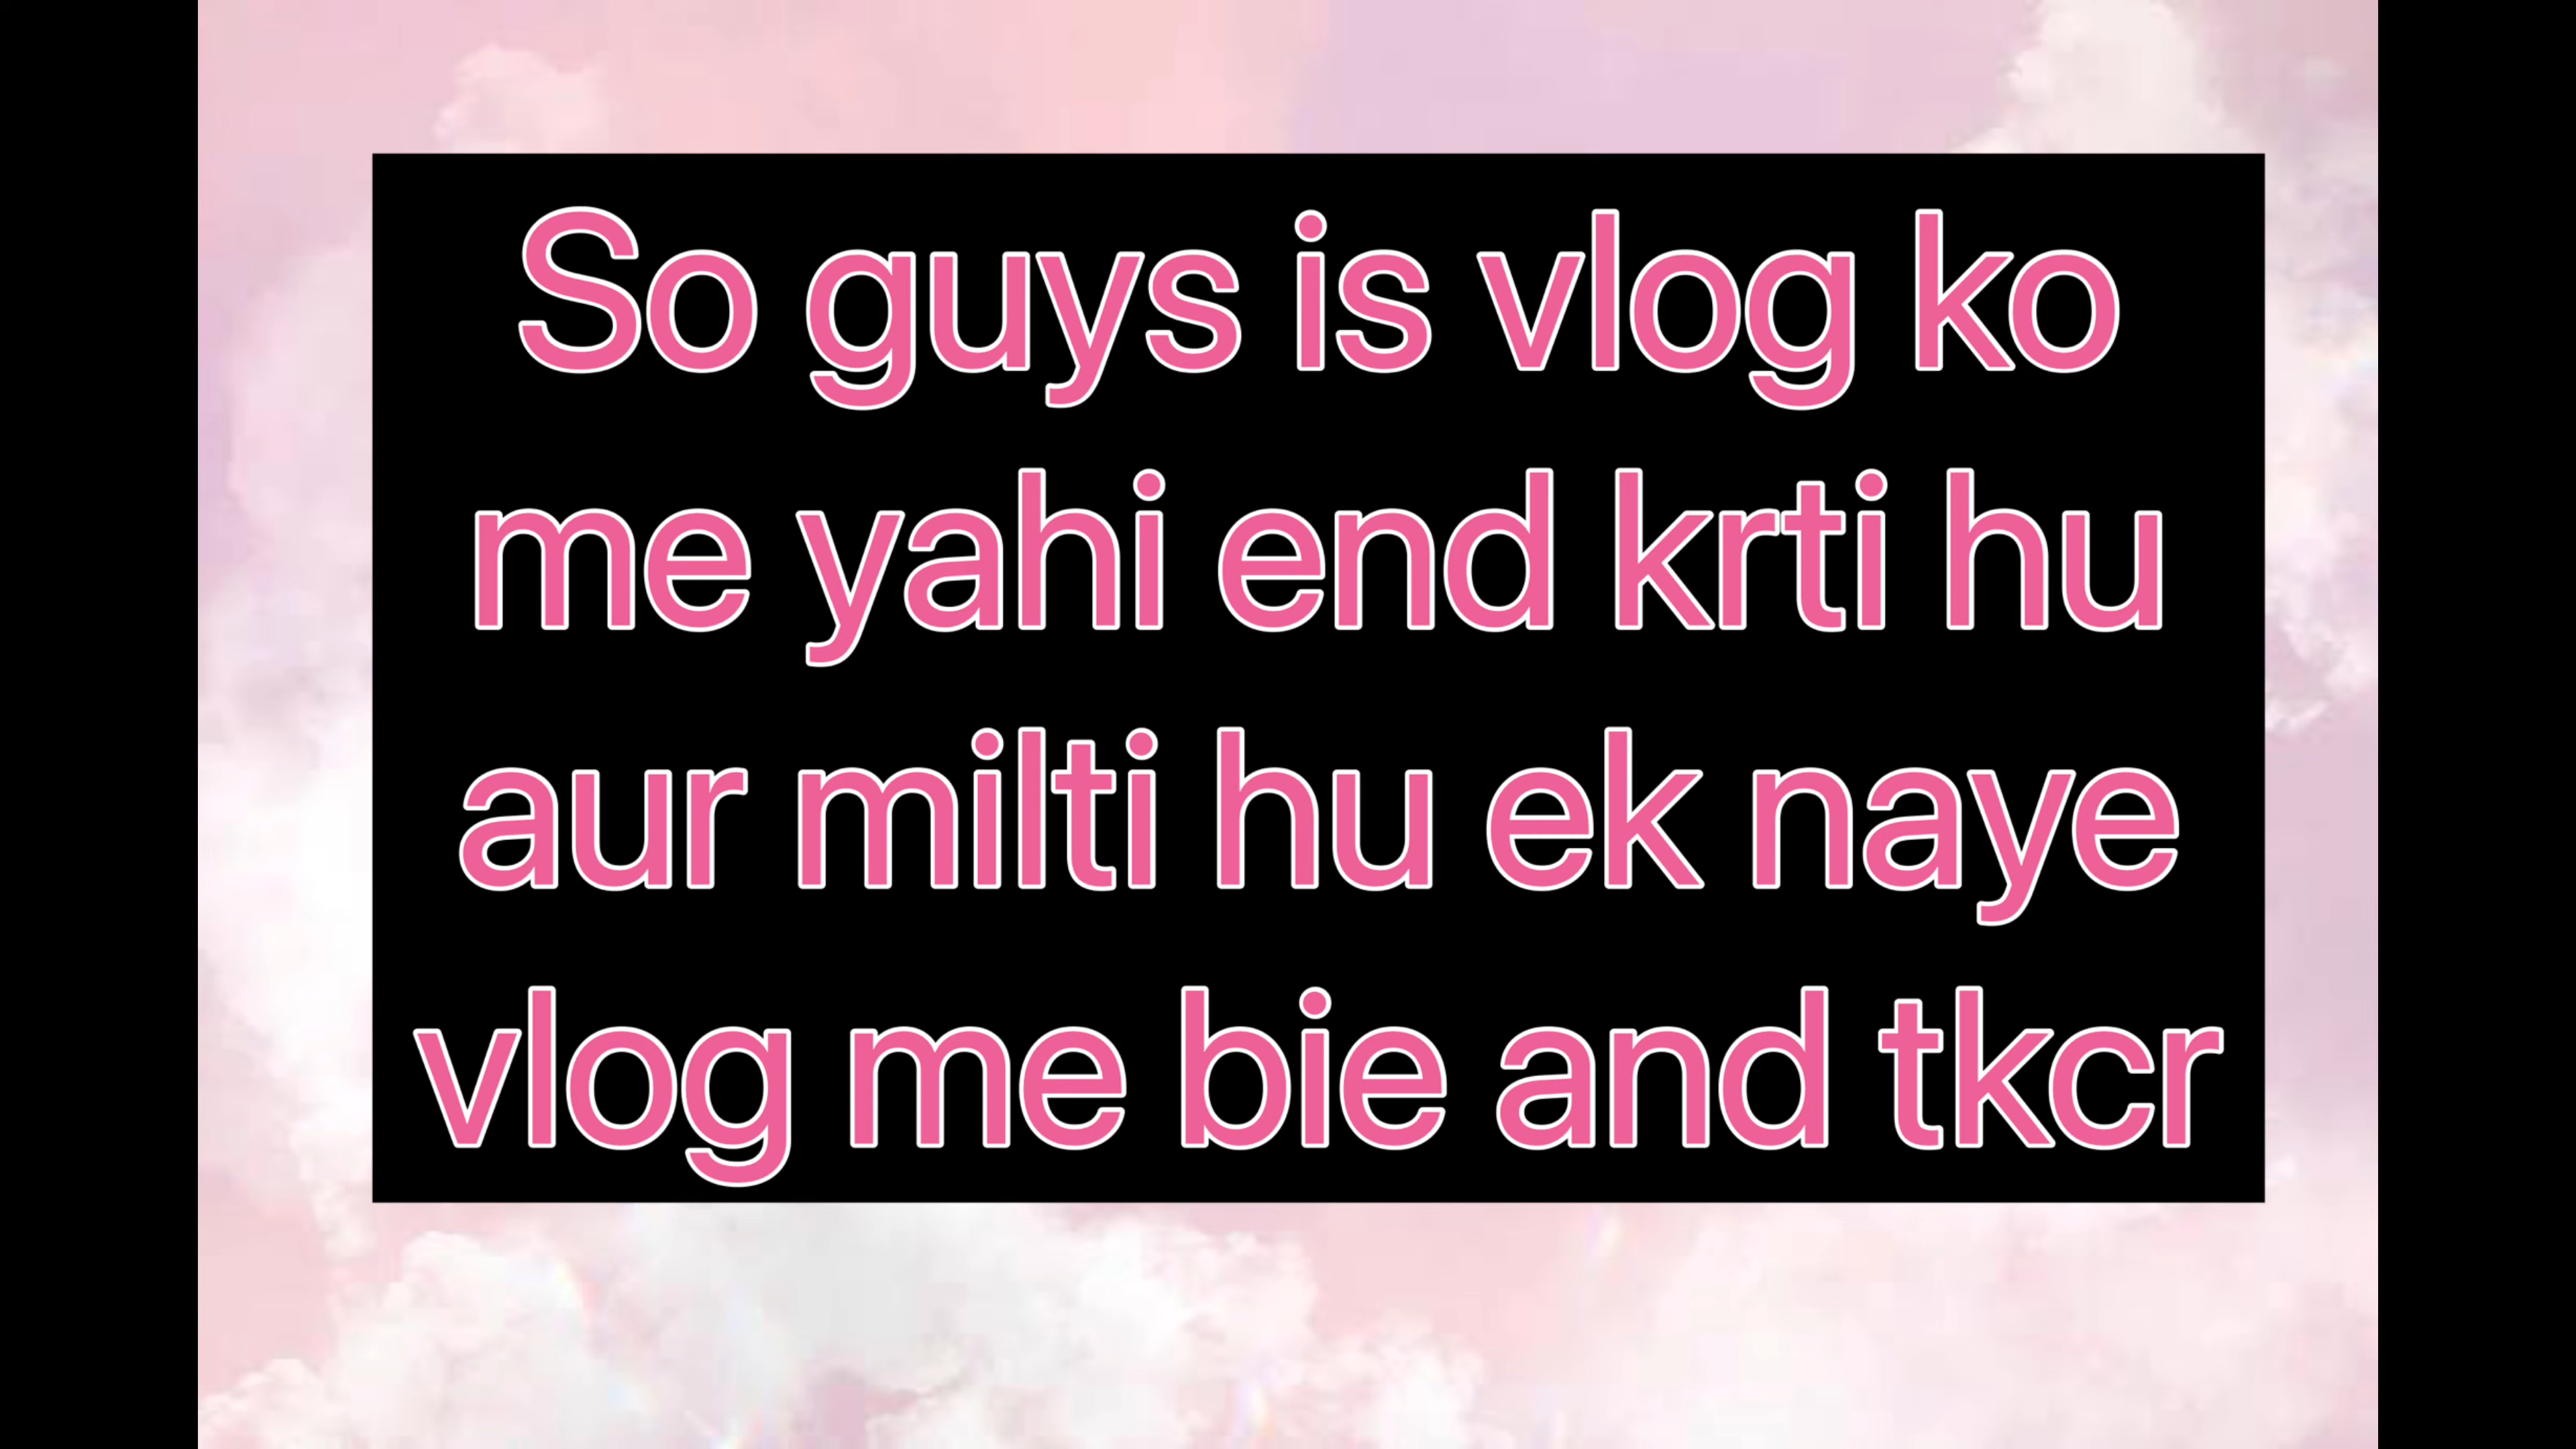 So guys is vlog ko
me yahi end krti hu
aur milti hu ek naye
vlog me bie and tkcr